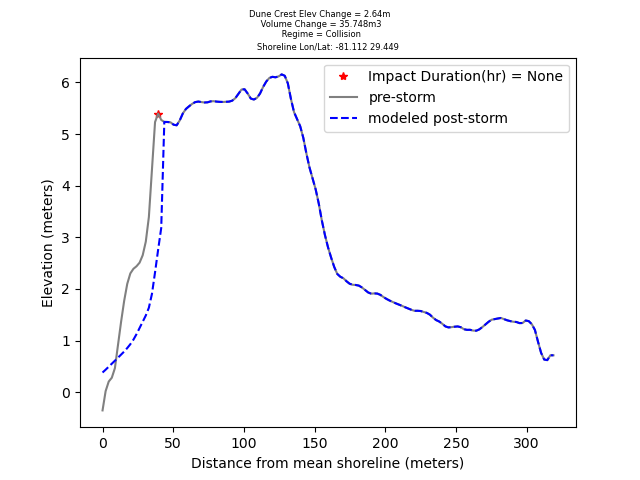 Dune Crest Elev Change = 2.64m
Volume Change = 35.748m3
Regime = Collision
Shoreline Lon/Lat: -81.112 29.449
Impact Duration(hr) = None
pre-storm
modeled post-storm
6
5
4
3
2
1
0
Elevation (meters)
0 50 100 150 200 250 300
Distance from mean shoreline (meters)